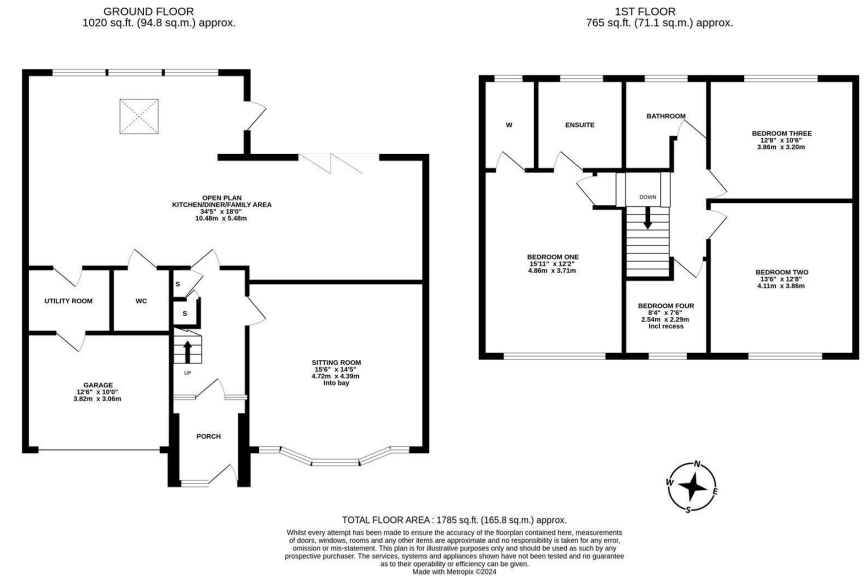 GROUND FLOOR
1020 sq.ft. (94.8 sq.m.) approx.
OPEN PLAN
KITCHEN/DINER/FAMILY AREA
34'5" x 18'0"
10.48m x 5.48m
UTILITY ROOM
WC
S
S
UP
GARAGE
12'6" x 10'0"
3.82m x 3.06m
SITTING ROOM
15'6" x 14'5"
4.72m x 4.39m
Into bay
PORCH
1ST FLOOR
765 sq.ft. (71.1 sq.m.) approx.
W
ENSUITE
BATHROOM
BEDROOM THREE
12'8" x 10'6"
3.86m x 3.20m
DOWN
BEDROOM ONE
15'11" x 12'2"
4.86m x 3.71m
BEDROOM TWO
13'6" x 12'8"
4.11m x 3.86m
BEDROOM FOUR
8'4" x 7'6"
2.54m x 2.29m
Incl recess
N
W
E
S
TOTAL FLOOR AREA : 1785 sq.ft. (165.8 sq.m.) approx.
Whilst every attempt has been made to ensure the accuracy of the floorplan contained here, measurements
of doors, windows, rooms and any other items are approximate and no responsibility is taken for any error,
omission or mis-statement. This plan is for illustrative purposes only and should be used as such by any
prospective purchaser. The services, systems and appliances shown have not been tested and no guarantee
as to their operability or efficiency can be given.
Made with Metropix ©2024